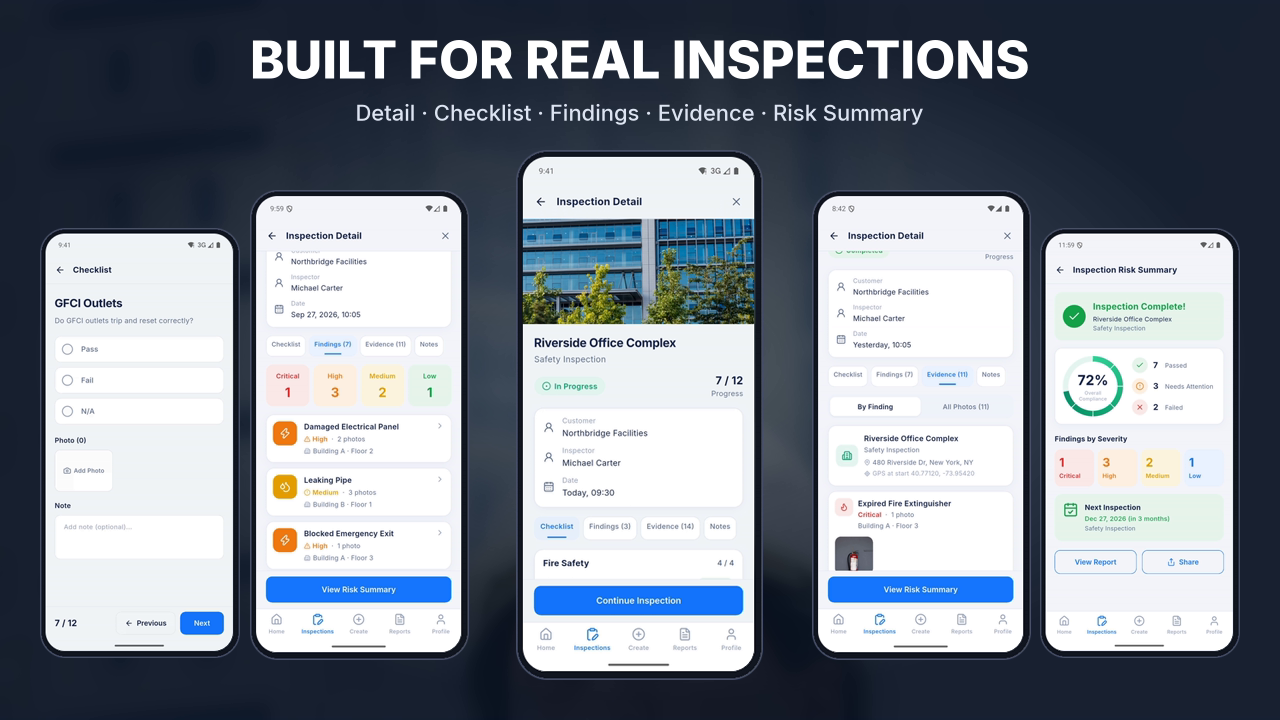 BUILT FOR REAL INSPECTIONS
Detail · Checklist · Findings · Evidence · Risk Summary
9:41
3G
Checklist
GFCI Outlets
Do GFCI outlets trip and reset correctly?
Pass
Fail
N/A
Photo (0)
Add Photo
Note
Add note (optional)...
7 / 12
Previous
Next
9:59
Inspection Detail
Northbridge Facilities
Inspector
Michael Carter
Date
Sep 27, 2026, 10:05
Checklist
Findings (7)
Evidence (11)
Notes
Critical
1
High
3
Medium
2
Low
1
Damaged Electrical Panel
High · 2 photos
Building A · Floor 2
Leaking Pipe
Medium · 3 photos
Building B · Floor 1
Blocked Emergency Exit
High · 1 photo
Building A · Floor 3
View Risk Summary
Home
Inspections
Create
Reports
Profile
9:41
3G
Inspection Detail
Riverside Office Complex
Safety Inspection
In Progress
7 / 12
Progress
Customer
Northbridge Facilities
Inspector
Michael Carter
Date
Today, 09:30
Checklist
Findings (3)
Evidence (14)
Notes
Fire Safety
4 / 4
Continue Inspection
Home
Inspections
Create
Reports
Profile
8:42
Inspection Detail
Progress
Customer
Northbridge Facilities
Inspector
Michael Carter
Date
Yesterday, 10:05
Checklist
Findings (7)
Evidence (11)
Notes
By Finding
All Photos (11)
Riverside Office Complex
Safety Inspection
480 Riverside Dr, New York, NY
GPS at start 40.77120, -73.95420
Expired Fire Extinguisher
Critical · 1 photo
Building A · Floor 3
View Risk Summary
Home
Inspections
Create
Reports
Profile
11:59
Inspection Risk Summary
Inspection Complete!
Riverside Office Complex
Safety Inspection
72%
Overall
Compliance
7 Passed
3 Needs Attention
2 Failed
Findings by Severity
1
Critical
3
High
2
Medium
1
Low
Next Inspection
Dec 27, 2026 (in 3 months)
Safety Inspection
View Report
Share
Home
Inspections
Create
Reports
Profile